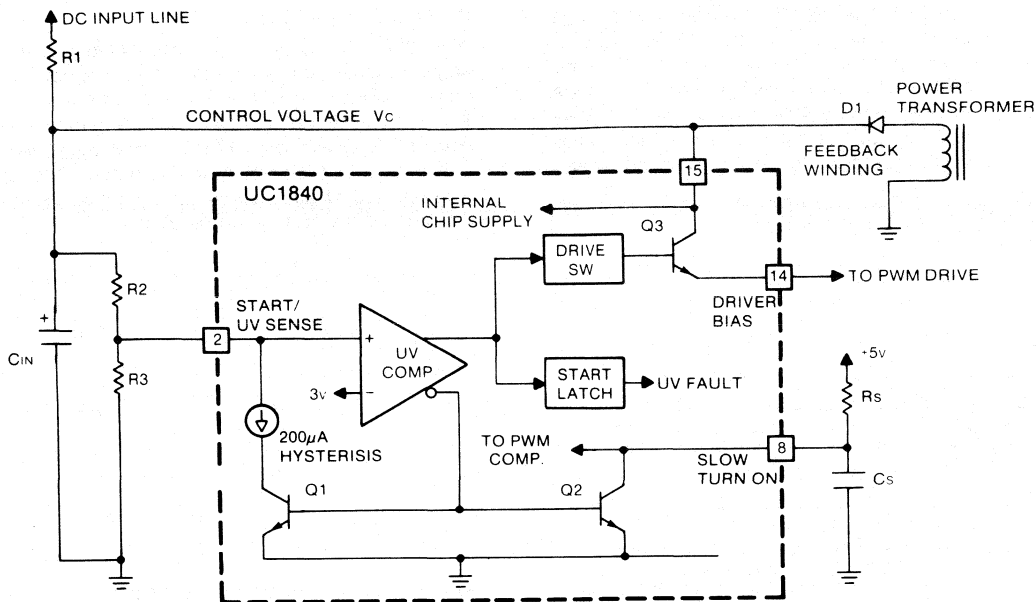 DC INPUT LINE
R1
CONTROL VOLTAGE Vc
D1
POWER
TRANSFORMER
FEEDBACK
WINDING
15
UC1840
INTERNAL
CHIP SUPPLY
Q3
DRIVE
SW
14
TO PWM DRIVE
DRIVER
BIAS
R2
START/
UV SENSE
2
+
UV
COMP
3v
−
START
LATCH
UV FAULT
+5v
Rs
+
CIN
R3
200µA
HYSTERISIS
TO PWM
COMP.
8
SLOW
TURN ON
Cs
Q1
Q2